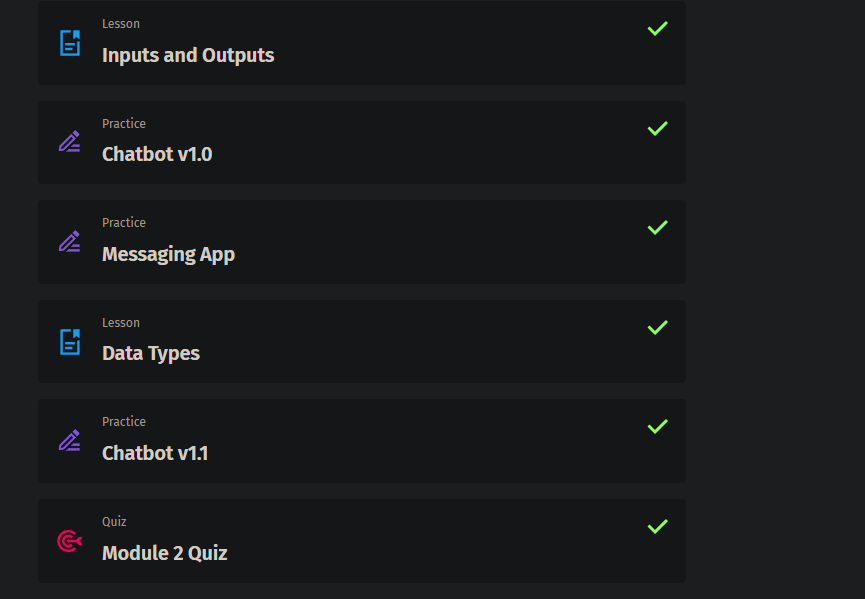 Lesson
Inputs and Outputs
Practice
Chatbot v1.0
Practice
Messaging App
Lesson
Data Types
Practice
Chatbot v1.1
Quiz
Module 2 Quiz